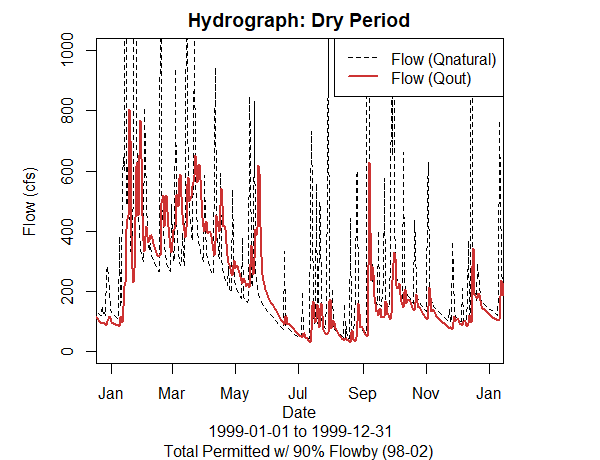 Hydrograph: Dry Period
Flow (Qnatural)
Flow (Qout)
Flow (cfs)
1000
800
600
400
200
0
Jan Mar May Jul Sep Nov Jan
Date
1999-01-01 to 1999-12-31
Total Permitted w/ 90% Flowby (98-02)